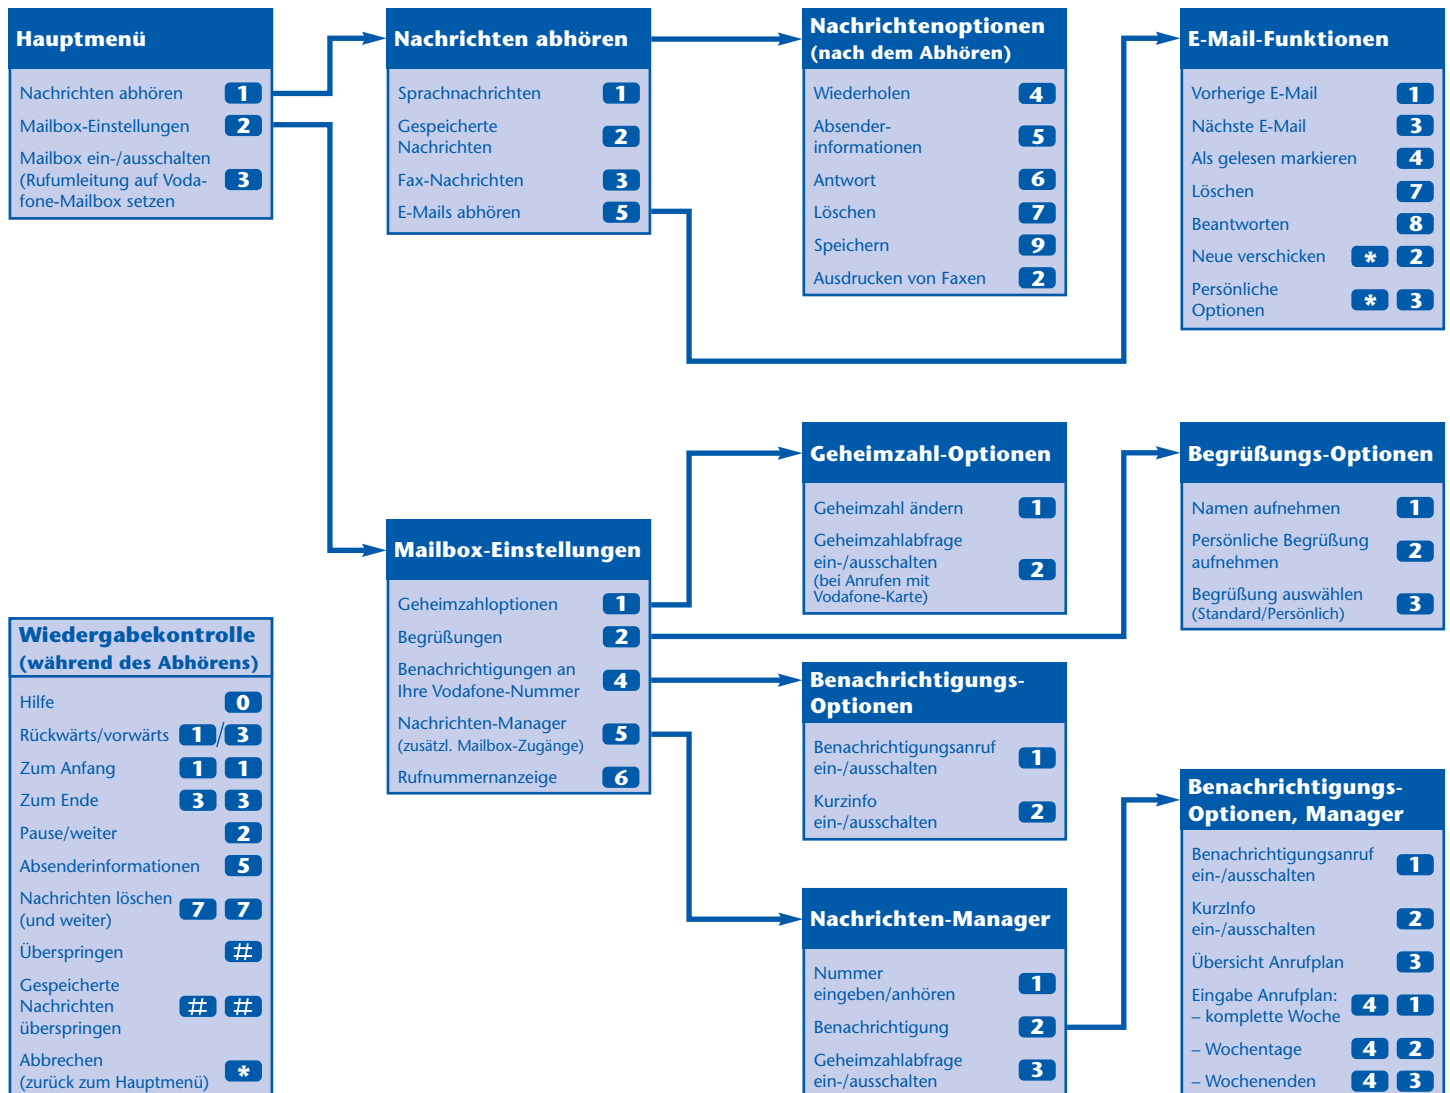 Hauptmenü
Nachrichten abhören 1
Mailbox-Einstellungen 2
Mailbox ein-/ausschalten
(Rufumleitung auf Voda- 3
fone-Mailbox setzen
Nachrichten abhören
Sprachnachrichten 1
Gespeicherte
Nachrichten 2
Fax-Nachrichten 3
E-Mails abhören 5
Nachrichtenoptionen
(nach dem Abhören)
Wiederholen 4
Absender-
informationen 5
Antwort 6
Löschen 7
Speichern 9
Ausdrucken von Faxen 2
E-Mail-Funktionen
Vorherige E-Mail 1
Nächste E-Mail 3
Als gelesen markieren 4
Löschen 7
Beantworten 8
Neue verschicken * 2
Persönliche
Optionen * 3
Mailbox-Einstellungen
Geheimzahloptionen 1
Begrüßungen 2
Benachrichtigungen an
Ihre Vodafone-Nummer 4
Nachrichten-Manager
(zusätzl. Mailbox-Zugänge) 5
Rufnummernanzeige 6
Geheimzahl-Optionen
Geheimzahl ändern 1
Geheimzahlabfrage
ein-/ausschalten 2
(bei Anrufen mit
Vodafone-Karte)
Begrüßungs-Optionen
Namen aufnehmen 1
Persönliche Begrüßung
aufnehmen 2
Begrüßung auswählen
(Standard/Persönlich) 3
Wiedergabekontrolle
(während des Abhörens)
Hilfe 0
Rückwärts/vorwärts 1/3
Zum Anfang 1 1
Zum Ende 3 3
Pause/weiter 2
Absenderinformationen 5
Nachrichten löschen
(und weiter) 7 7
Überspringen #
Gespeicherte
Nachrichten # #
überspringen
Abbrechen
(zurück zum Hauptmenü) *
Benachrichtigungs-
Optionen
Benachrichtigungsanruf
ein-/ausschalten 1
Kurzinfo
ein-/ausschalten 2
Nachrichten-Manager
Nummer
eingeben/anhören 1
Benachrichtigung 2
Geheimzahlabfrage
ein-/ausschalten 3
Benachrichtigungs-
Optionen, Manager
Benachrichtigungsanruf
ein-/ausschalten 1
KurzInfo
ein-/ausschalten 2
Übersicht Anrufplan 3
Eingabe Anrufplan:
– komplette Woche 4 1
– Wochentage 4 2
– Wochenenden 4 3